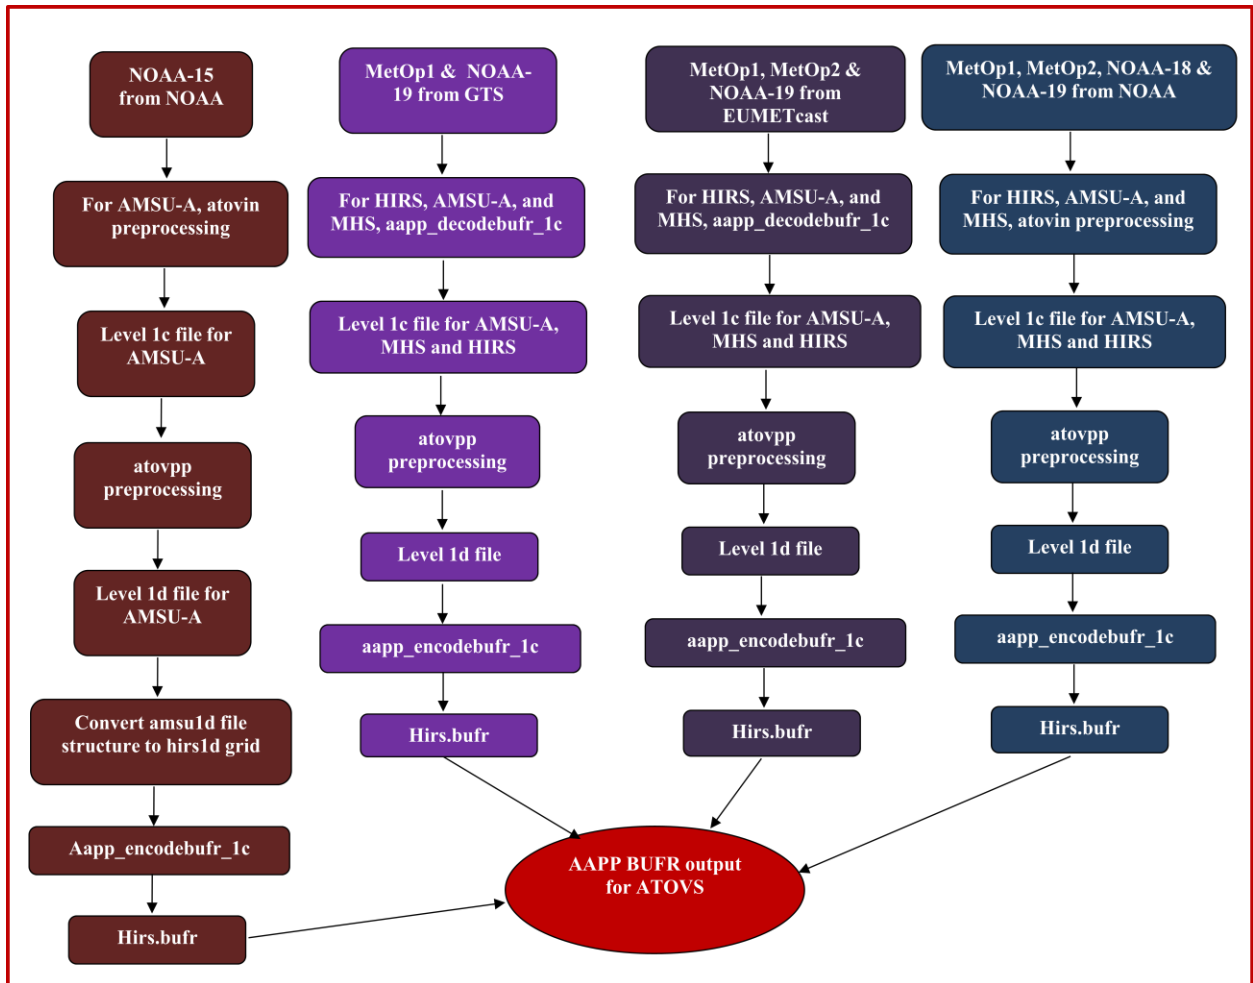 NOAA-15
from NOAA
For AMSU-A, atovin
preprocessing
Level 1c file for
AMSU-A
atovpp
preprocessing
Level 1d file for
AMSU-A
Convert amsu1d file
structure to hirs1d grid
Aapp_encodebufr_1c
Hirs.bufr
MetOp1 & NOAA-
19 from GTS
For HIRS, AMSU-A, and
MHS, aapp_decodebufr_1c
Level 1c file for AMSU-A,
MHS and HIRS
atovpp
preprocessing
Level 1d file
aapp_encodebufr_1c
Hirs.bufr
MetOp1, MetOp2 &
NOAA-19 from
EUMETcast
For HIRS, AMSU-A, and
MHS, aapp_decodebufr_1c
Level 1c file for AMSU-A,
MHS and HIRS
atovpp
preprocessing
Level 1d file
aapp_encodebufr_1c
Hirs.bufr
MetOp1, MetOp2, NOAA-18 &
NOAA-19 from NOAA
For HIRS, AMSU-A, and
MHS, atovin preprocessing
Level 1c file for AMSU-A,
MHS and HIRS
atovpp
preprocessing
Level 1d file
aapp_encodebufr_1c
Hirs.bufr
AAPP BUFR output
for ATOVS